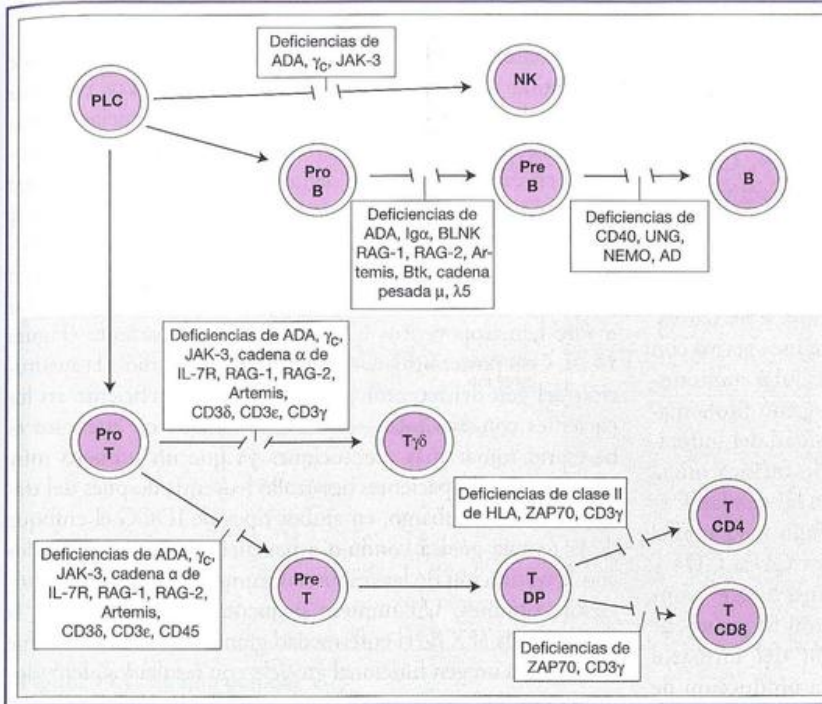 Deficiencias de
ADA, γC, JAK-3
PLC
NK
Pro
B
Pre
B
B
Deficiencias de
ADA, Igα, BLNK
RAG-1, RAG-2, Ar-
temis, Btk, cadena
pesada μ, λ5
Deficiencias de
CD40, UNG,
NEMO, AD
Deficiencias de ADA, γC,
JAK-3, cadena α de
IL-7R, RAG-1, RAG-2,
Artemis,
CD3δ, CD3ε, CD3γ
Pro
T
Tγδ
Deficiencias de ADA, γC,
JAK-3, cadena α de
IL-7R, RAG-1, RAG-2,
Artemis,
CD3δ, CD3ε, CD45
Pre
T
T
DP
Deficiencias de clase II
de HLA, ZAP70, CD3γ
T
CD4
T
CD8
Deficiencias de
ZAP70, CD3γ